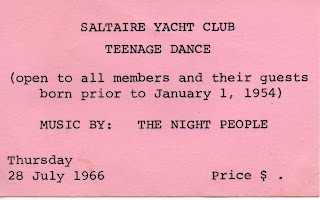 SALTAIRE YACHT CLUB
TEENAGE DANCE
(open to all members and their guests
born prior to January 1, 1954)
MUSIC BY: THE NIGHT PEOPLE
Thursday
28 July 1966 Price $ .